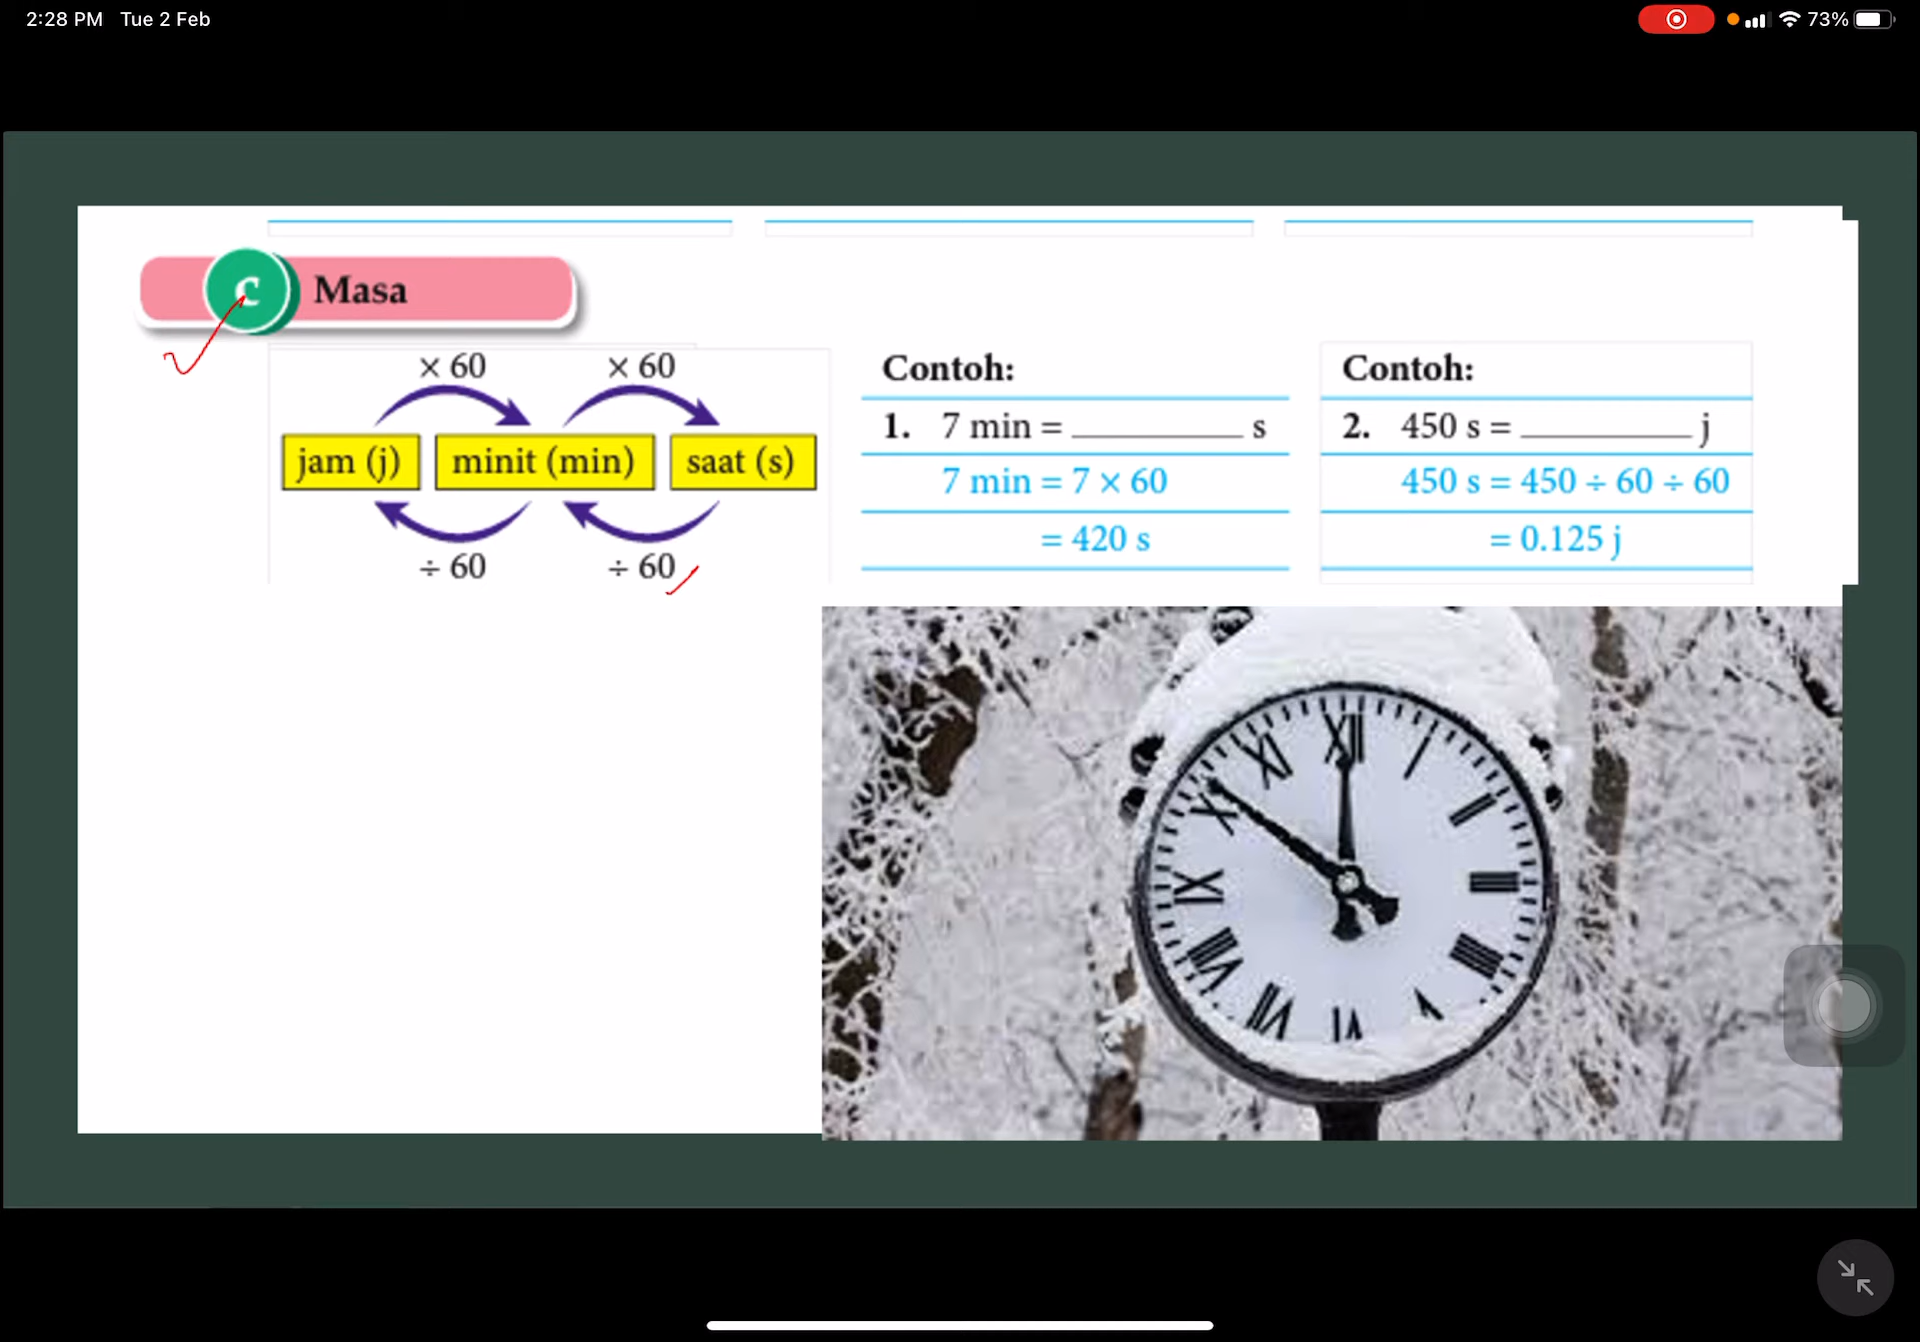 2:28 PM Tue 2 Feb
73%
c Masa
× 60 × 60
jam (j) minit (min) saat (s)
÷ 60 ÷ 60
Contoh:
1. 7 min = __________ s
7 min = 7 × 60
= 420 s
Contoh:
2. 450 s = __________ j
450 s = 450 ÷ 60 ÷ 60
= 0.125 j
XII
I
II
III
IIII
V
VI
VII
VIII
IX
X
XI